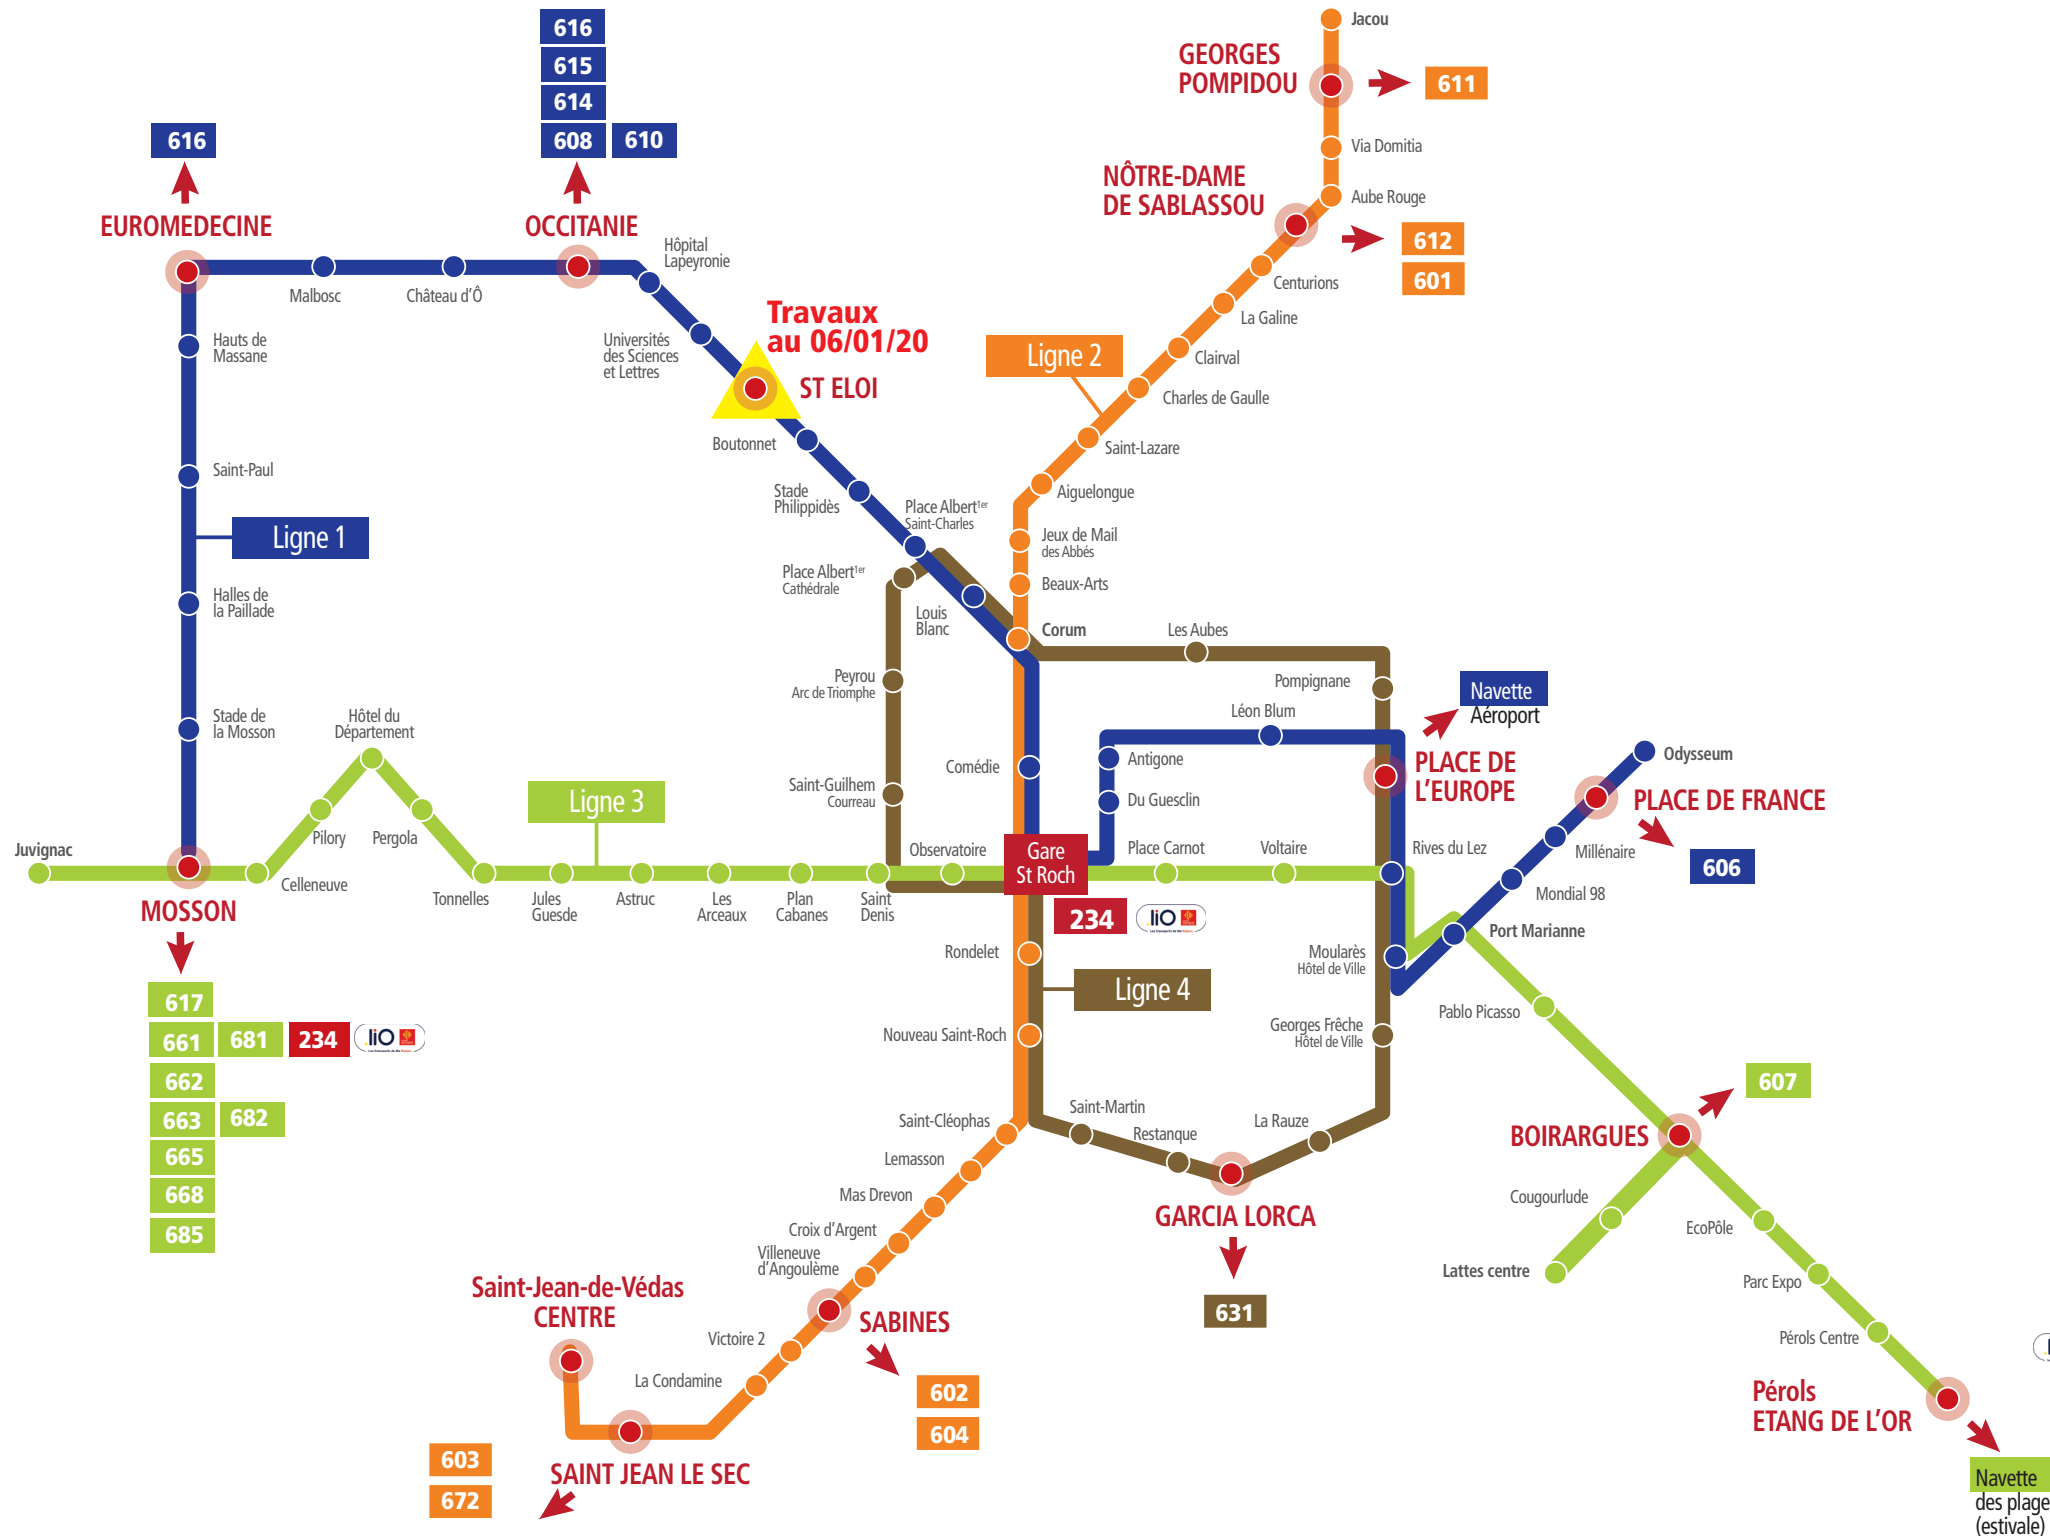 616
615
614
608 610
616
EUROMEDECINE
OCCITANIE
Jacou
GEORGES
POMPIDOU
611
Via Domitia
NÔTRE-DAME
DE SABLASSOU
Aube Rouge
612
601
Centurions
La Galine
Clairval
Charles de Gaulle
Ligne 2
Saint-Lazare
Aiguelongue
Jeux de Mail
des Abbés
Beaux-Arts
Corum
Malbosc
Château d'Ô
Hôpital
Lapeyronie
Universités
des Sciences
et Lettres
Travaux
au 06/01/20
ST ELOI
Boutonnet
Stade
Philippidès
Place Albert 1er
Saint-Charles
Place Albert 1er
Cathédrale
Louis
Blanc
Hauts de
Massane
Saint-Paul
Ligne 1
Halles de
la Paillade
Stade de
la Mosson
Peyrou
Arc de Triomphe
Saint-Guilhem
Courreau
Comédie
Les Aubes
Pompignane
Léon Blum
Antigone
Du Guesclin
Navette
Aéroport
PLACE DE
L'EUROPE
Odysseum
PLACE DE FRANCE
606
Millénaire
Mondial 98
Port Marianne
Hôtel du
Département
Pilory
Pergola
Ligne 3
Juvignac
MOSSON
Celleneuve
Tonnelles
Jules
Guesde
Astruc
Les
Arceaux
Plan
Cabanes
Saint
Denis
Observatoire
Gare
St Roch
234
liO
Place Carnot
Voltaire
Rives du Lez
Moularès
Hôtel de Ville
Rondelet
Ligne 4
Nouveau Saint-Roch
Georges Frêche
Hôtel de Ville
Pablo Picasso
617
661 681 234 liO
662
663 682
665
668
685
607
BOIRARGUES
Saint-Cléophas
Lemasson
Mas Drevon
Croix d'Argent
Villeneuve
d'Angoulème
Saint-Martin
Restanque
La Rauze
GARCIA LORCA
631
Cougourlude
Lattes centre
EcoPôle
Parc Expo
Pérols Centre
Pérols
ETANG DE L'OR
Navette
des plage
(estivale)
Saint-Jean-de-Védas
CENTRE
SABINES
602
604
Victoire 2
La Condamine
603
672
SAINT JEAN LE SEC